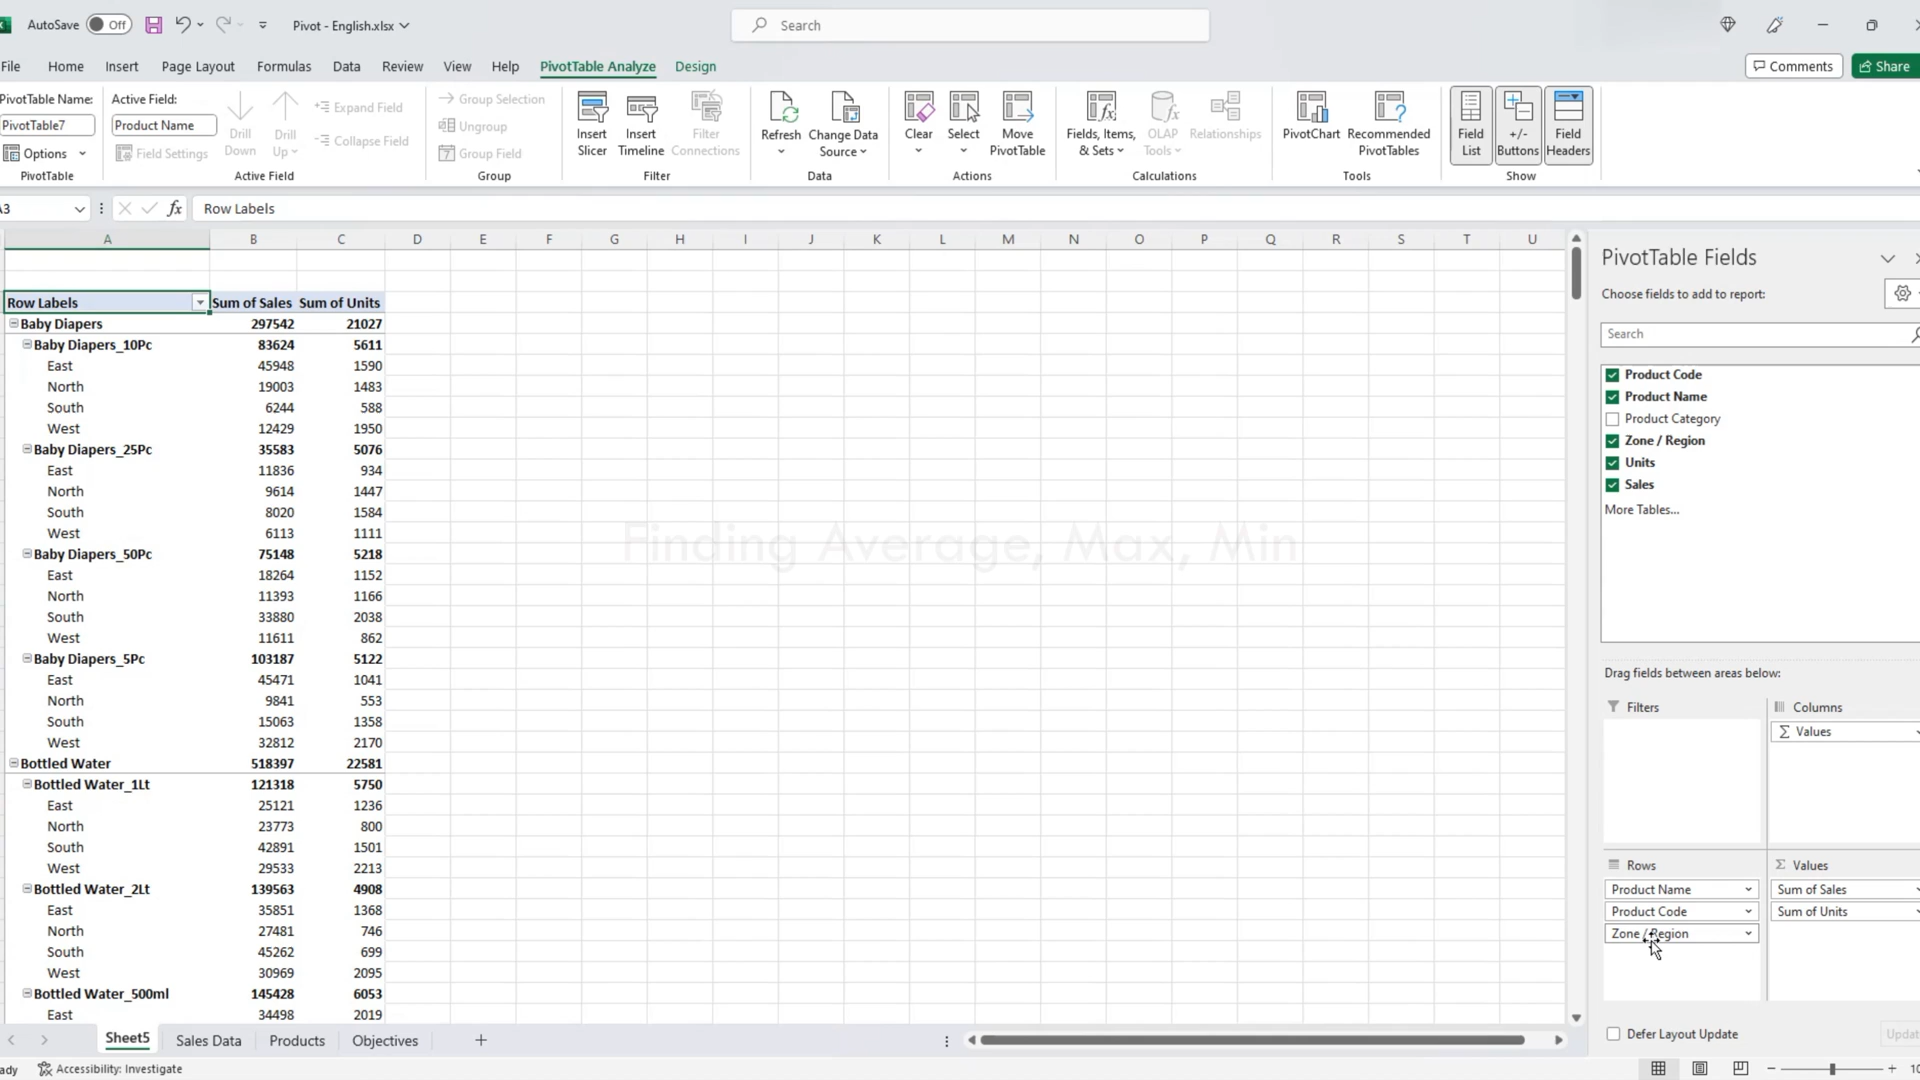 AutoSave Off Pivot - English.xlsx Search
File Home Insert Page Layout Formulas Data Review View Help PivotTable Analyze Design Comments Share
PivotTable Name: Active Field:
PivotTable7 Product Name
Options Field Settings
Drill Down Drill Up
Expand Field
Collapse Field
PivotTable Active Field
Group Selection
Ungroup
Group Field
Group
Insert Slicer Insert Timeline Filter Connections
Filter
Refresh Change Data Source
Data
Clear Select Move PivotTable
Actions
Fields, Items, & Sets OLAP Tools Relationships
Calculations
PivotChart Recommended PivotTables
Tools
Field List +/- Buttons Field Headers
Show
A3 fx Row Labels
A B C D E F G H I J K L M N O P Q R S T U
Row Labels Sum of Sales Sum of Units
Baby Diapers 297542 21027
Baby Diapers_10Pc 83624 5611
East 45948 1590
North 19003 1483
South 6244 588
West 12429 1950
Baby Diapers_25Pc 35583 5076
East 11836 934
North 9614 1447
South 8020 1584
West 6113 1111
Baby Diapers_50Pc 75148 5218
East 18264 1152
North 11393 1166
South 33880 2038
West 11611 862
Baby Diapers_5Pc 103187 5122
East 45471 1041
North 9841 553
South 15063 1358
West 32812 2170
Bottled Water 518397 22581
Bottled Water_1Lt 121318 5750
East 25121 1236
North 23773 800
South 42891 1501
West 29533 2213
Bottled Water_2Lt 139563 4908
East 35851 1368
North 27481 746
South 45262 699
West 30969 2095
Bottled Water_500ml 145428 6053
East 34498 2019
Finding Average, Max, Min
PivotTable Fields
Choose fields to add to report:
Search
Product Code
Product Name
Product Category
Zone / Region
Units
Sales
More Tables...
Drag fields between areas below:
Filters Columns
Σ Values
Rows Σ Values
Product Name Sum of Sales
Product Code Sum of Units
Zone / Region
Defer Layout Update
Sheet5 Sales Data Products Objectives
Accessibility: Investigate